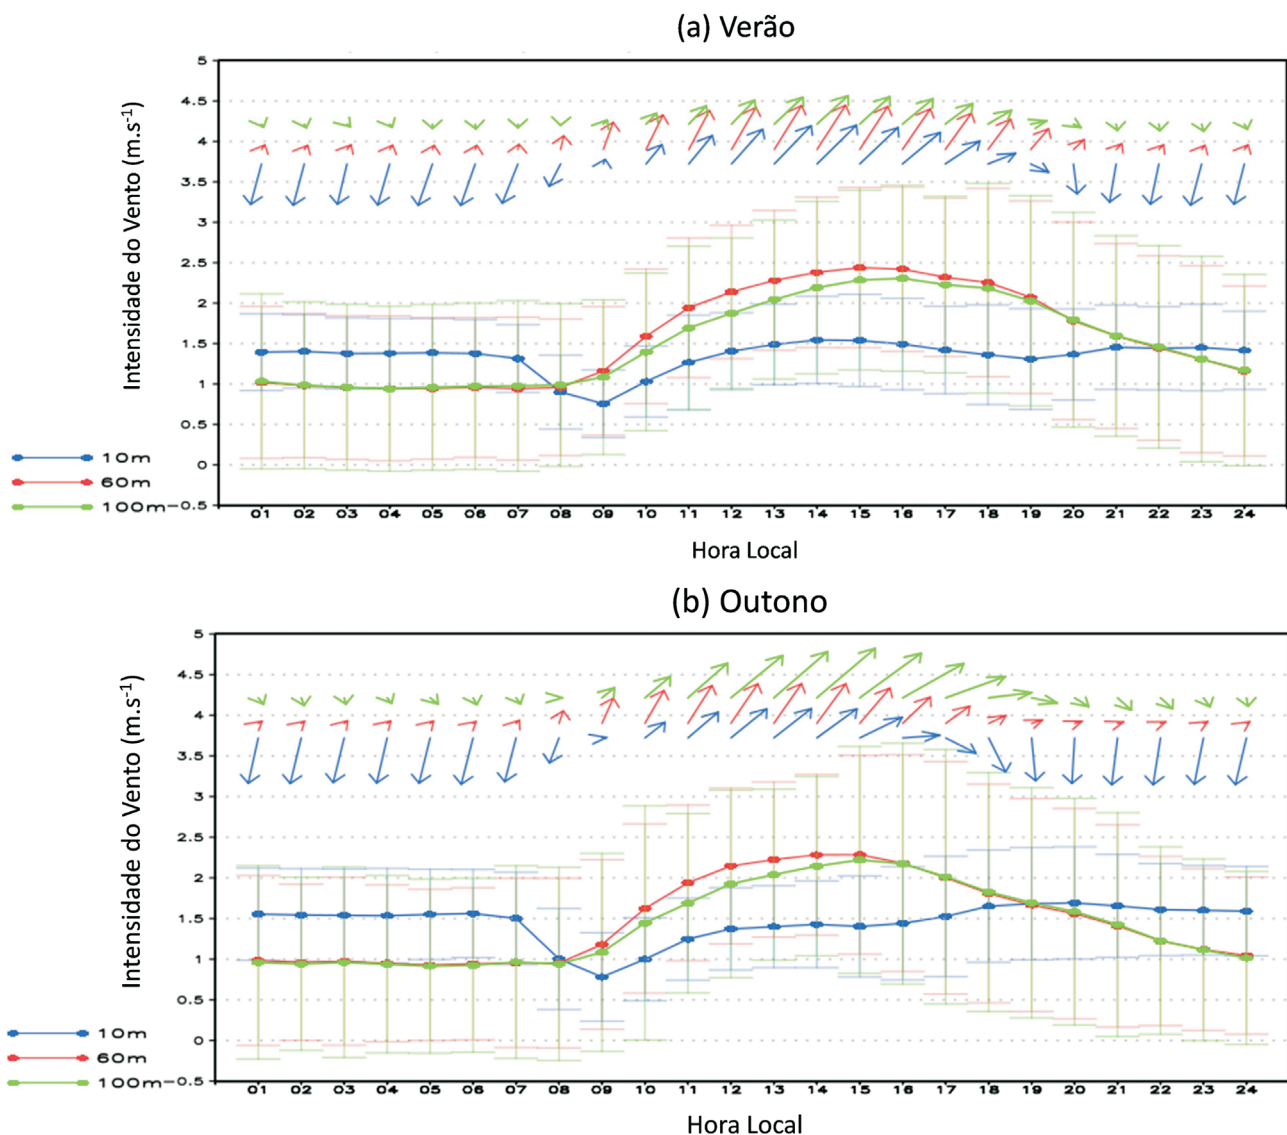 (a) Verão
Intensidade do Vento (m.s-1)
5
4.5
4
3.5
3
2.5
2
1.5
1
0.5
0
-0.5
10m
60m
100m
01 02 03 04 05 06 07 08 09 10 11 12 13 14 15 16 17 18 19 20 21 22 23 24
Hora Local
(b) Outono
Intensidade do Vento (m.s-1)
5
4.5
4
3.5
3
2.5
2
1.5
1
0.5
0
-0.5
10m
60m
100m
01 02 03 04 05 06 07 08 09 10 11 12 13 14 15 16 17 18 19 20 21 22 23 24
Hora Local